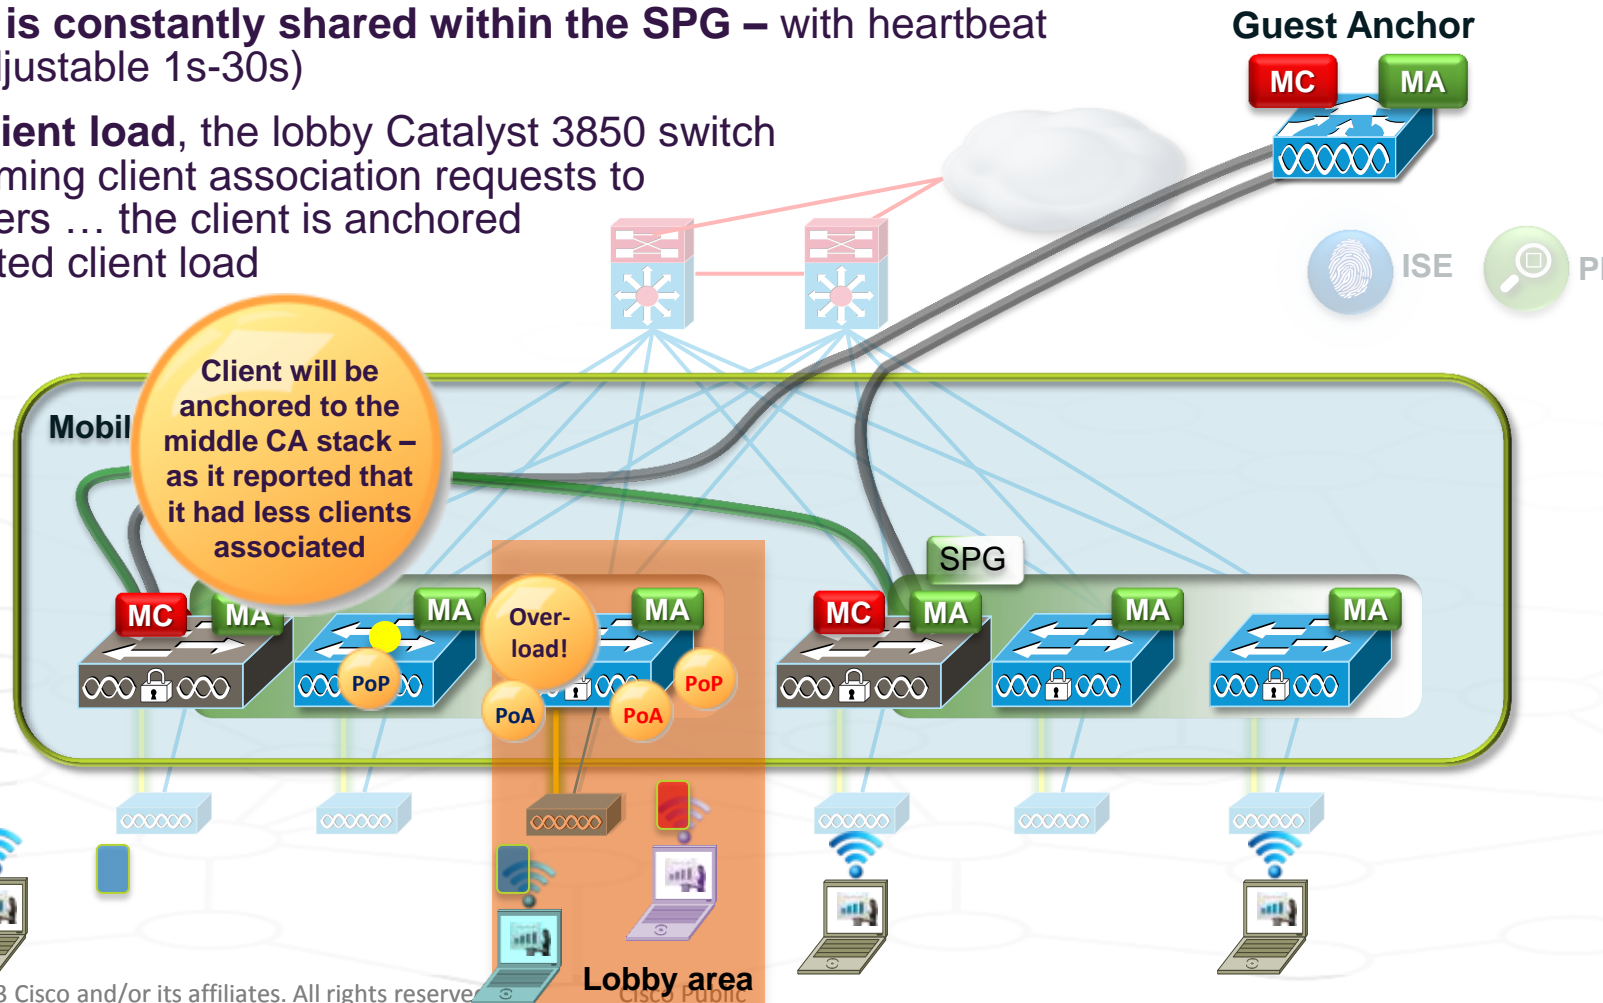 is constantly shared within the SPG – with heartbeat
djustable 1s-30s)
ient load, the lobby Catalyst 3850 switch
ming client association requests to
ers … the client is anchored
ted client load
Guest Anchor
MC
MA
ISE
Mobil
Client will be
anchored to the
middle CA stack –
as it reported that
it had less clients
associated
SPG
MC
MA
MA
Over-
load!
MA
MC
MA
MA
MA
PoP
PoA
PoA
PoP
Lobby area
3 Cisco and/or its affiliates. All rights reserve
Cisco Public